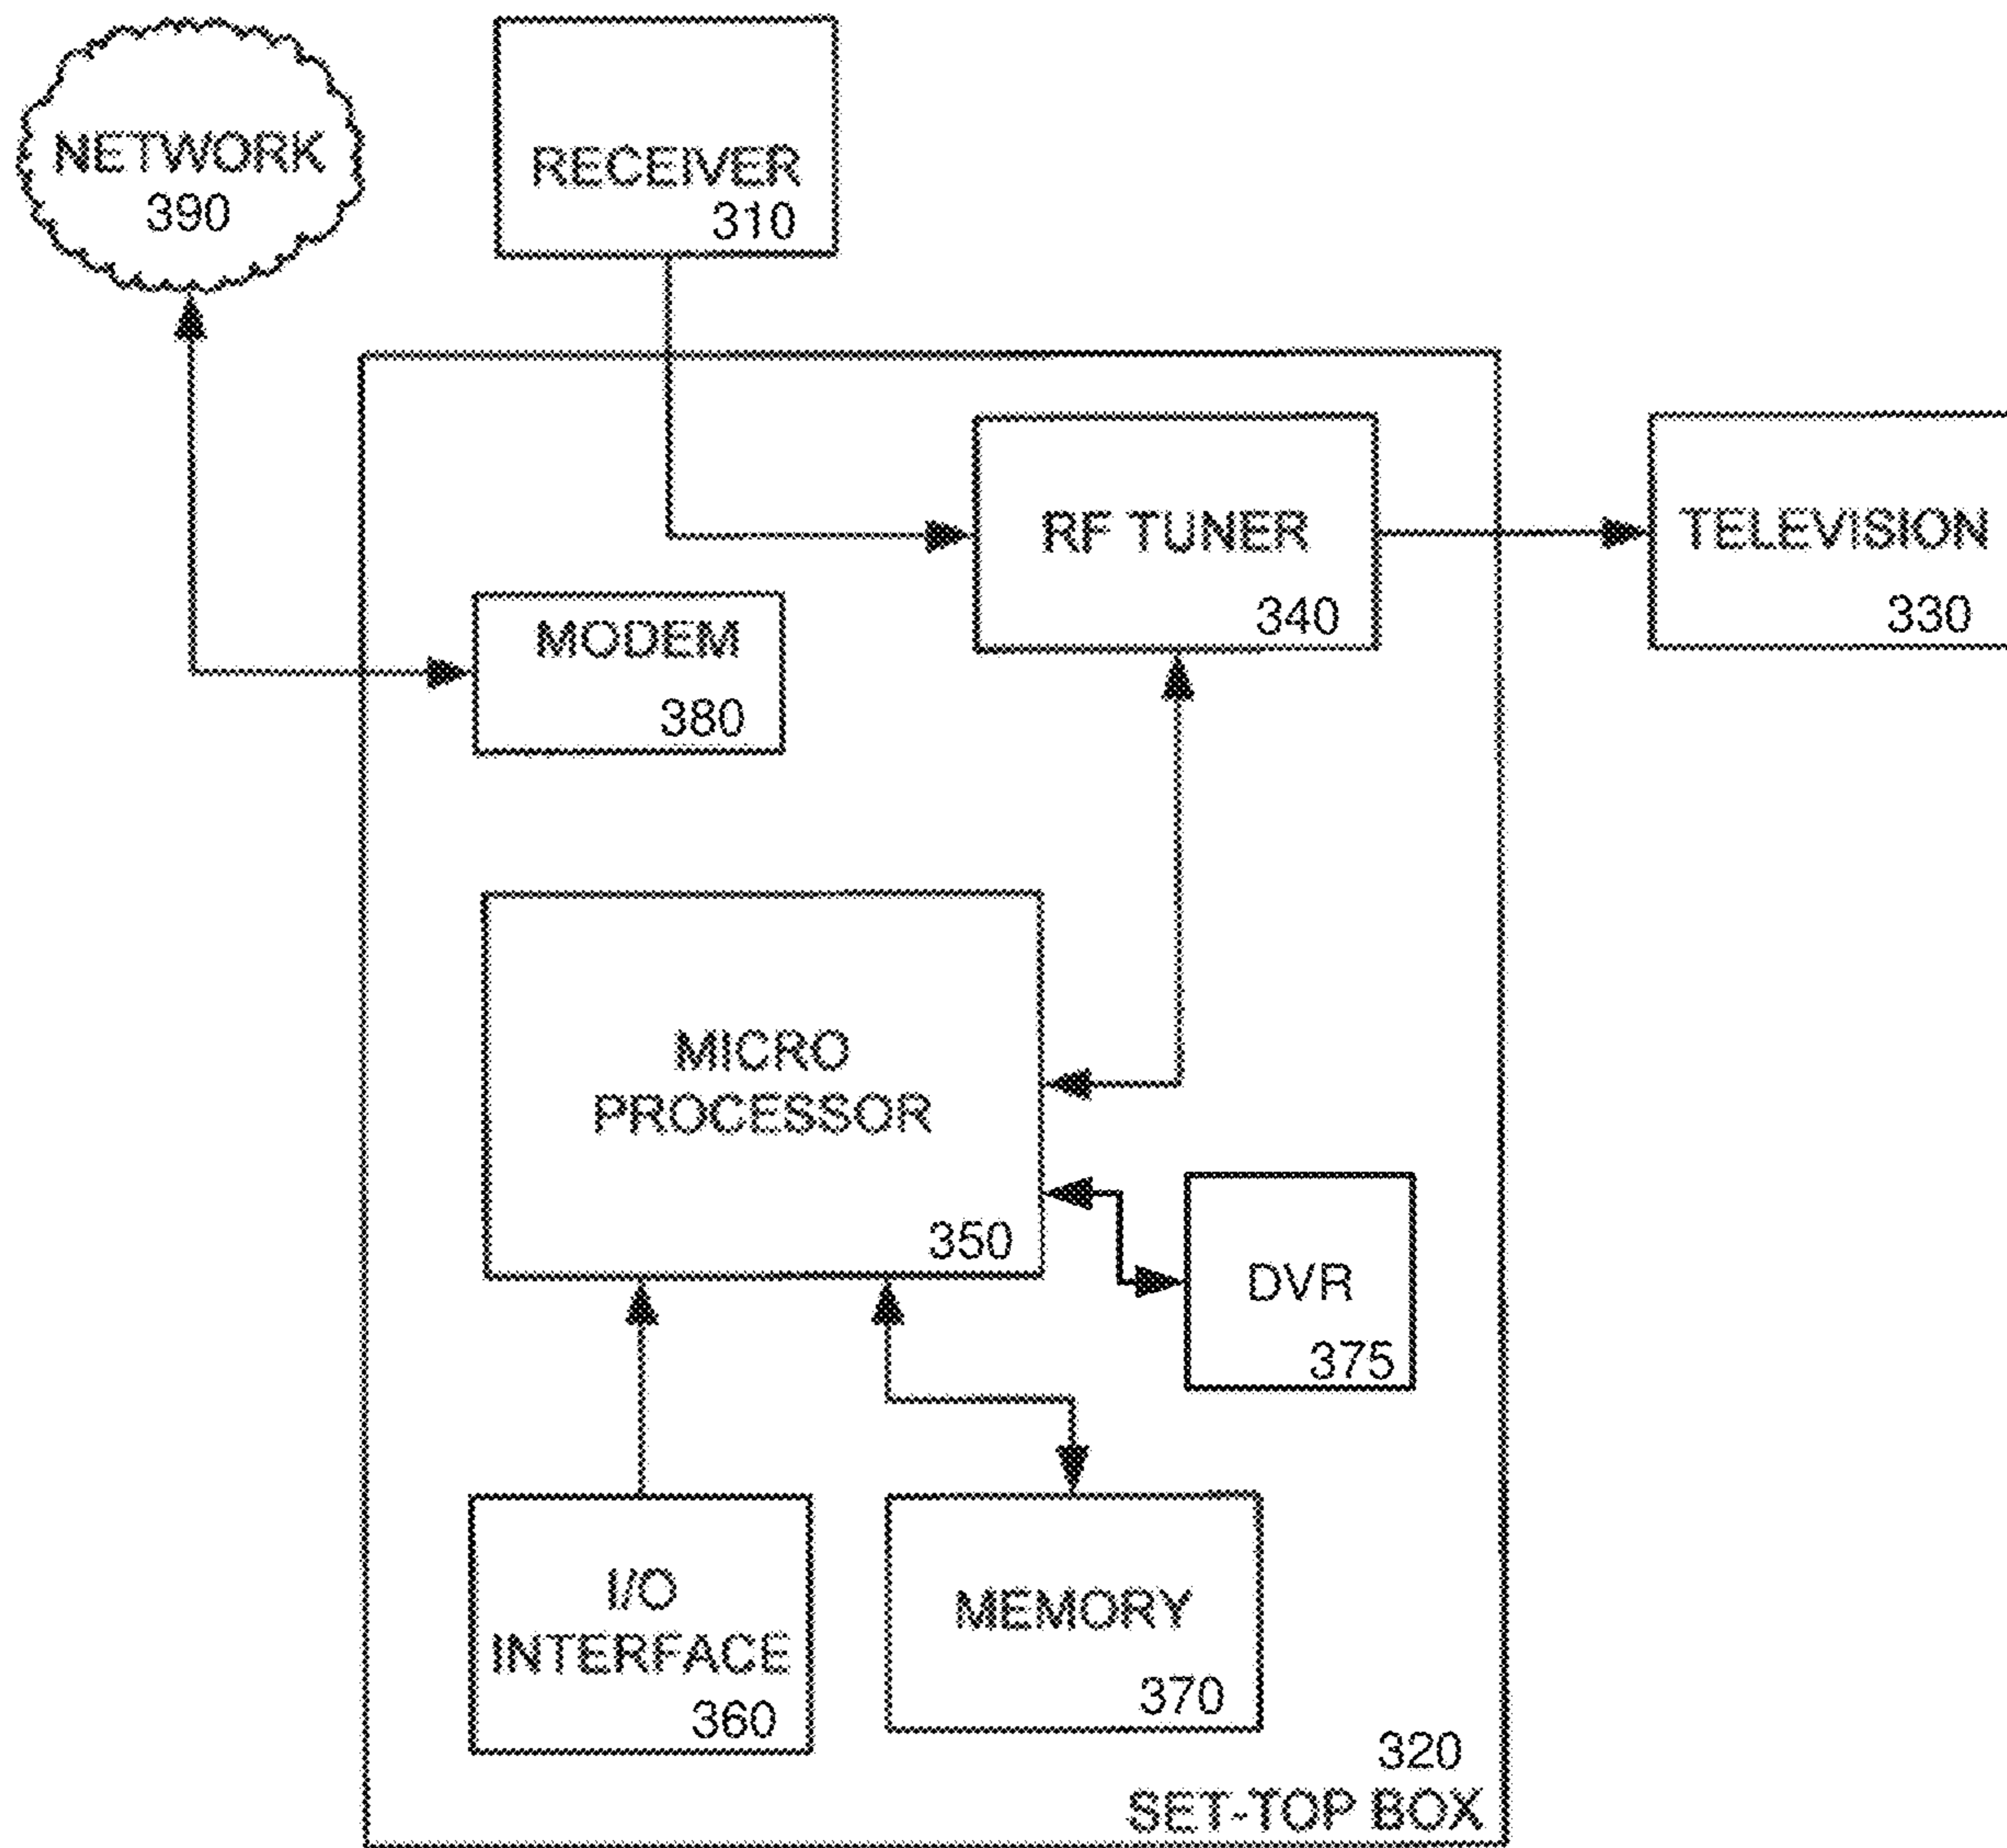 NETWORK
390
RECEIVER
310
RF TUNER
340
TELEVISION
330
MODEM
380
MICRO
PROCESSOR
350
DVR
375
I/O
INTERFACE
360
MEMORY
370
320
SET-TOP BOX